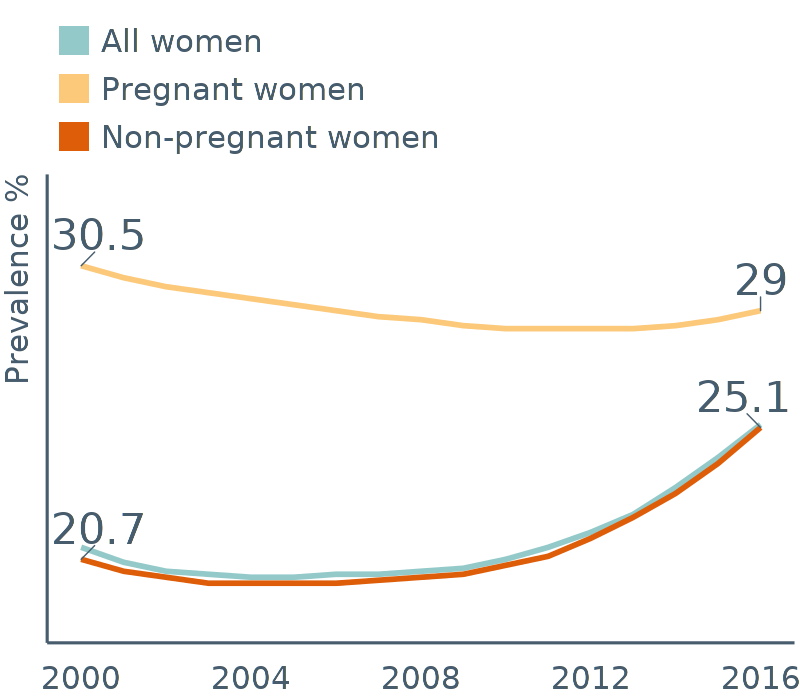 All women
Pregnant women
Non-pregnant women
Prevalence %
30.5
29
25.1
20.7
2000 2004 2008 2012 2016